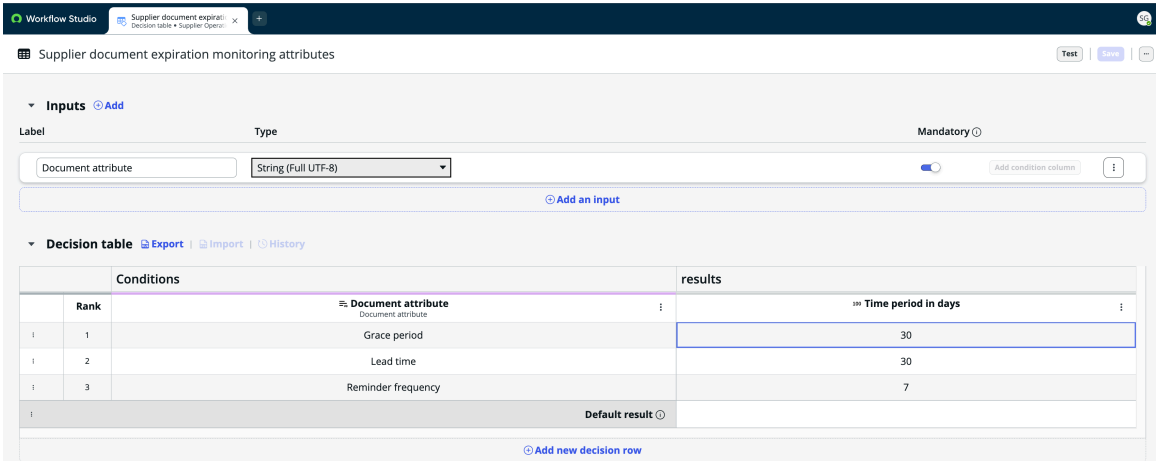 Workflow Studio
Supplier document expirati
Decision table • Supplier Operat
SG
Supplier document expiration monitoring attributes
Test
Save
Inputs
Add
Label
Type
Mandatory
Document attribute
String (Full UTF-8)
Add condition column
Add an input
Decision table
Export | Import | History
Conditions
results
Rank
Document attribute
Document attribute
Time period in days
1 Grace period 30
2 Lead time 30
3 Reminder frequency 7
Default result
Add new decision row